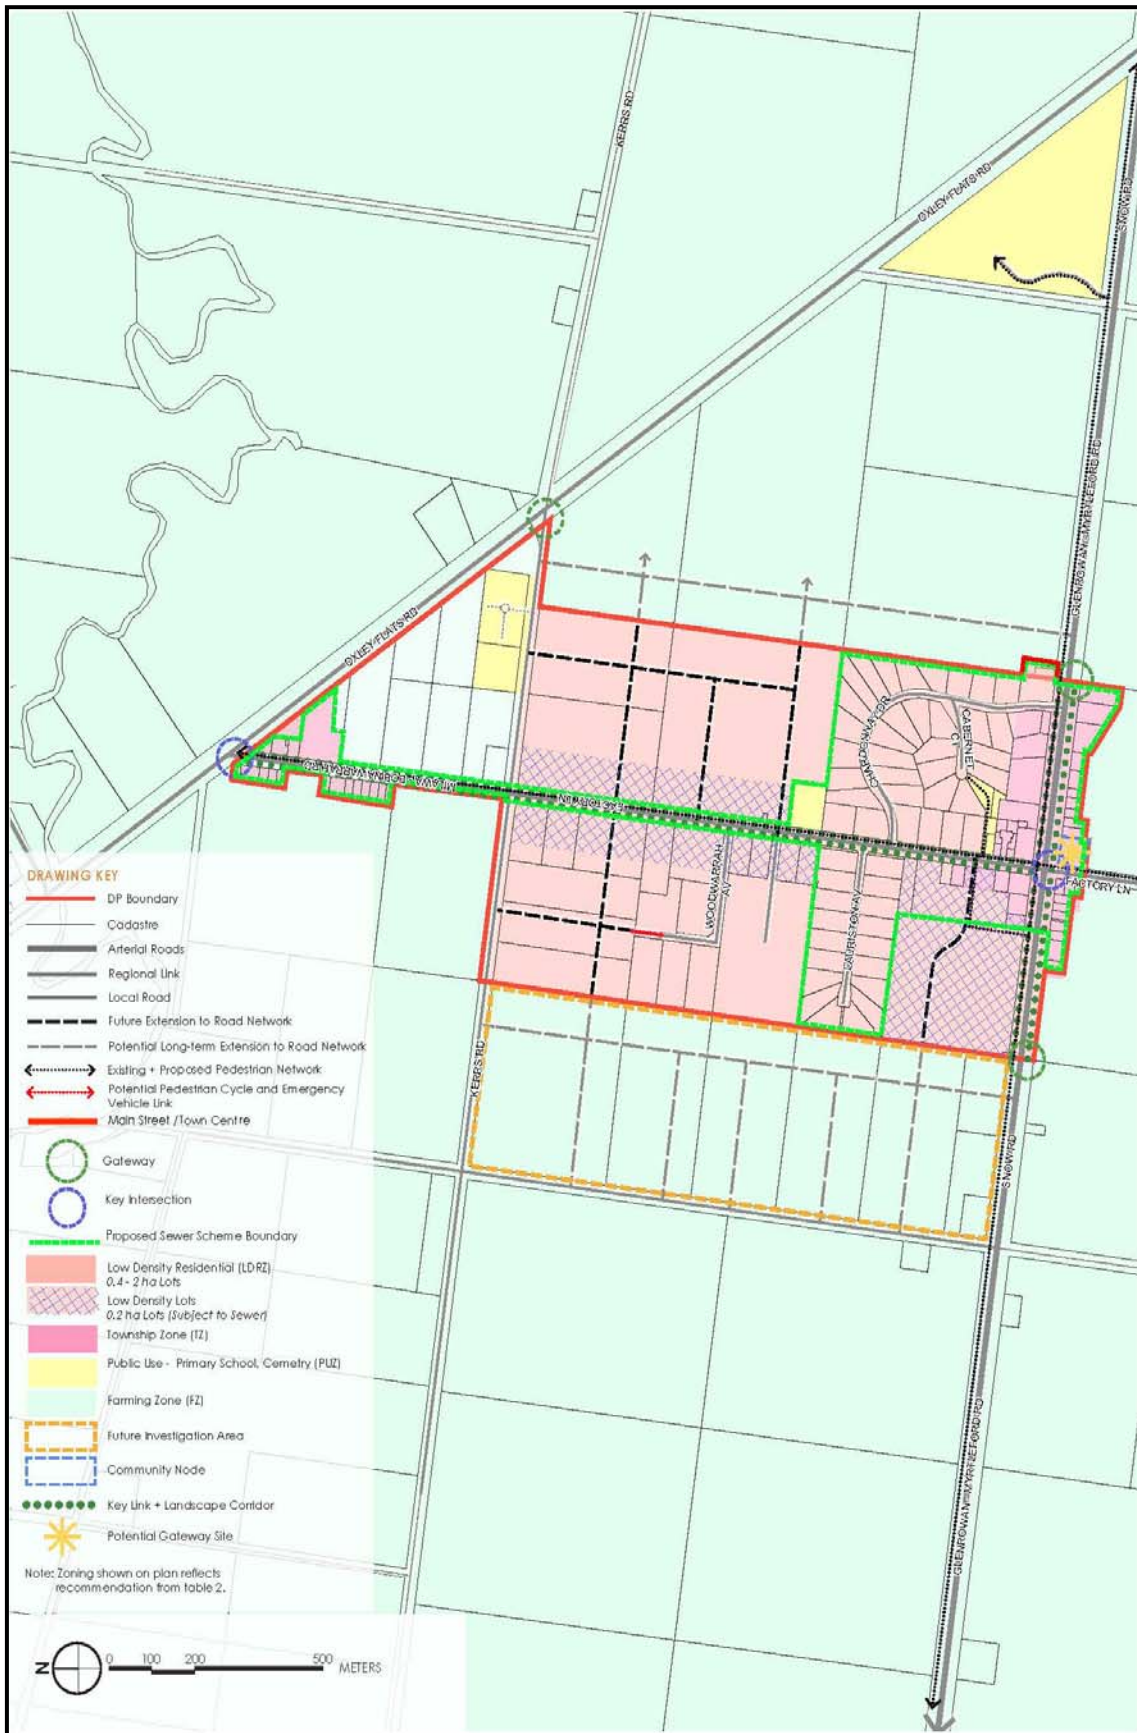 KERRS RD
OXLEY FLATS RD
SNOW RD
GLENROWAN-MYRTLEFORD RD
OXLEY FLATS RD
CHARDONNAY DR
CABERNET
CT
MILAWA - BOBINAWARRAH RD
FACTORY LN
FACTORY LN
WOODWARRAH
AV
LAURISTON AV
KERRS RD
SNOW RD
GLENROWAN-MYRTLEFORD RD
DRAWING KEY
DP Boundary
Cadastre
Arterial Roads
Regional Link
Local Road
Future Extension to Road Network
Potential Long-term Extension to Road Network
Existing + Proposed Pedestrian Network
Potential Pedestrian Cycle and Emergency
Vehicle Link
Main Street /Town Centre
Gateway
Key Intersection
Proposed Sewer Scheme Boundary
Low Density Residential (LDRZ)
0.4 - 2 ha Lots
Low Density Lots
0.2 ha Lots (Subject to Sewer)
Township Zone (TZ)
Public Use - Primary School, Cemetry (PUZ)
Farming Zone (FZ)
Future Investigation Area
Community Node
Key Link + Landscape Corridor
Potential Gateway Site
Note: Zoning shown on plan reflects
recommendation from table 2.
N
0 100 200 500 METERS